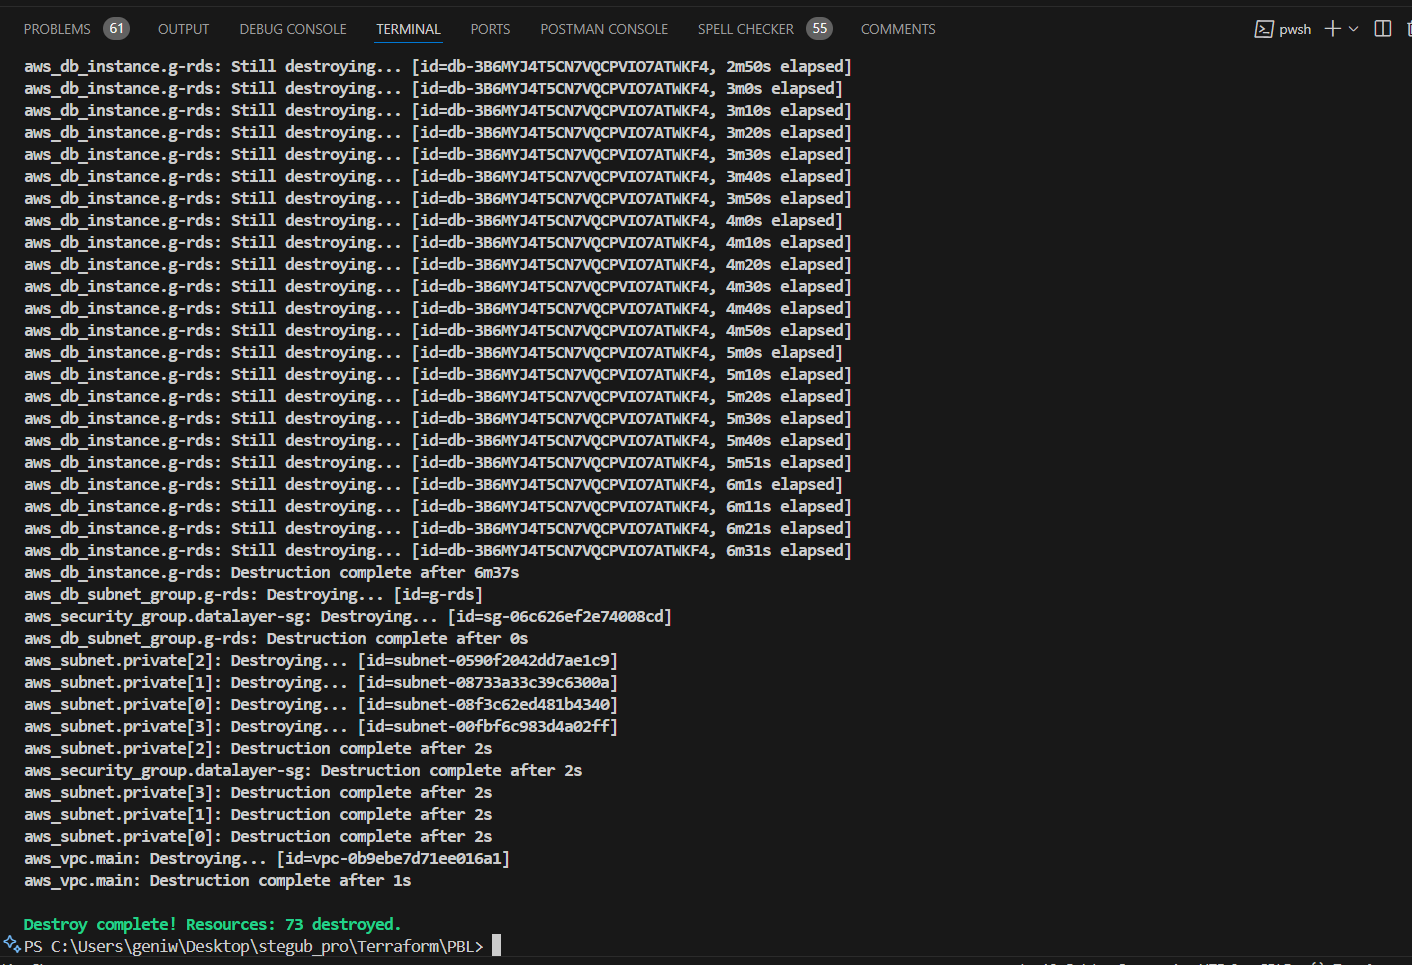 PROBLEMS 61 OUTPUT DEBUG CONSOLE TERMINAL PORTS POSTMAN CONSOLE SPELL CHECKER 55 COMMENTS pwsh
aws_db_instance.g-rds: Still destroying... [id=db-3B6MYJ4T5CN7VQCPVIO7ATWKF4, 2m50s elapsed]
aws_db_instance.g-rds: Still destroying... [id=db-3B6MYJ4T5CN7VQCPVIO7ATWKF4, 3m0s elapsed]
aws_db_instance.g-rds: Still destroying... [id=db-3B6MYJ4T5CN7VQCPVIO7ATWKF4, 3m10s elapsed]
aws_db_instance.g-rds: Still destroying... [id=db-3B6MYJ4T5CN7VQCPVIO7ATWKF4, 3m20s elapsed]
aws_db_instance.g-rds: Still destroying... [id=db-3B6MYJ4T5CN7VQCPVIO7ATWKF4, 3m30s elapsed]
aws_db_instance.g-rds: Still destroying... [id=db-3B6MYJ4T5CN7VQCPVIO7ATWKF4, 3m40s elapsed]
aws_db_instance.g-rds: Still destroying... [id=db-3B6MYJ4T5CN7VQCPVIO7ATWKF4, 3m50s elapsed]
aws_db_instance.g-rds: Still destroying... [id=db-3B6MYJ4T5CN7VQCPVIO7ATWKF4, 4m0s elapsed]
aws_db_instance.g-rds: Still destroying... [id=db-3B6MYJ4T5CN7VQCPVIO7ATWKF4, 4m10s elapsed]
aws_db_instance.g-rds: Still destroying... [id=db-3B6MYJ4T5CN7VQCPVIO7ATWKF4, 4m20s elapsed]
aws_db_instance.g-rds: Still destroying... [id=db-3B6MYJ4T5CN7VQCPVIO7ATWKF4, 4m30s elapsed]
aws_db_instance.g-rds: Still destroying... [id=db-3B6MYJ4T5CN7VQCPVIO7ATWKF4, 4m40s elapsed]
aws_db_instance.g-rds: Still destroying... [id=db-3B6MYJ4T5CN7VQCPVIO7ATWKF4, 4m50s elapsed]
aws_db_instance.g-rds: Still destroying... [id=db-3B6MYJ4T5CN7VQCPVIO7ATWKF4, 5m0s elapsed]
aws_db_instance.g-rds: Still destroying... [id=db-3B6MYJ4T5CN7VQCPVIO7ATWKF4, 5m10s elapsed]
aws_db_instance.g-rds: Still destroying... [id=db-3B6MYJ4T5CN7VQCPVIO7ATWKF4, 5m20s elapsed]
aws_db_instance.g-rds: Still destroying... [id=db-3B6MYJ4T5CN7VQCPVIO7ATWKF4, 5m30s elapsed]
aws_db_instance.g-rds: Still destroying... [id=db-3B6MYJ4T5CN7VQCPVIO7ATWKF4, 5m40s elapsed]
aws_db_instance.g-rds: Still destroying... [id=db-3B6MYJ4T5CN7VQCPVIO7ATWKF4, 5m51s elapsed]
aws_db_instance.g-rds: Still destroying... [id=db-3B6MYJ4T5CN7VQCPVIO7ATWKF4, 6m1s elapsed]
aws_db_instance.g-rds: Still destroying... [id=db-3B6MYJ4T5CN7VQCPVIO7ATWKF4, 6m11s elapsed]
aws_db_instance.g-rds: Still destroying... [id=db-3B6MYJ4T5CN7VQCPVIO7ATWKF4, 6m21s elapsed]
aws_db_instance.g-rds: Still destroying... [id=db-3B6MYJ4T5CN7VQCPVIO7ATWKF4, 6m31s elapsed]
aws_db_instance.g-rds: Destruction complete after 6m37s
aws_db_subnet_group.g-rds: Destroying... [id=g-rds]
aws_security_group.datalayer-sg: Destroying... [id=sg-06c626ef2e74008cd]
aws_db_subnet_group.g-rds: Destruction complete after 0s
aws_subnet.private[2]: Destroying... [id=subnet-0590f2042dd7ae1c9]
aws_subnet.private[1]: Destroying... [id=subnet-08733a33c39c6300a]
aws_subnet.private[0]: Destroying... [id=subnet-08f3c62ed481b4340]
aws_subnet.private[3]: Destroying... [id=subnet-00fbf6c983d4a02ff]
aws_subnet.private[2]: Destruction complete after 2s
aws_security_group.datalayer-sg: Destruction complete after 2s
aws_subnet.private[3]: Destruction complete after 2s
aws_subnet.private[1]: Destruction complete after 2s
aws_subnet.private[0]: Destruction complete after 2s
aws_vpc.main: Destroying... [id=vpc-0b9ebe7d71ee016a1]
aws_vpc.main: Destruction complete after 1s
Destroy complete! Resources: 73 destroyed.
PS C:\Users\geniw\Desktop\stegub_pro\Terraform\PBL>